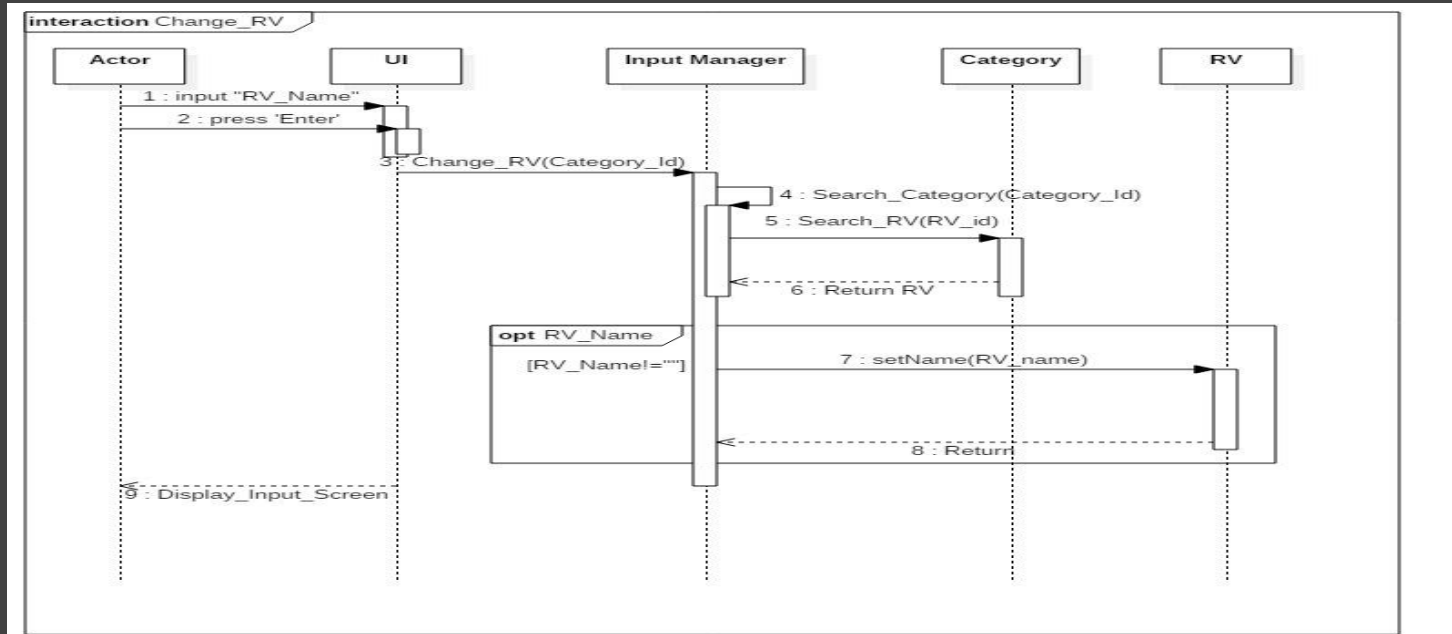 interaction Change_RV
Actor
UI
Input Manager
Category
RV
1 : input "RV_Name"
2 : press 'Enter'
3 : Change_RV(Category_Id)
4 : Search_Category(Category_Id)
5 : Search_RV(RV_id)
6 : Return RV
opt RV_Name
[RV_Name!=""]
7 : setName(RV_name)
8 : Return
9 : Display_Input_Screen